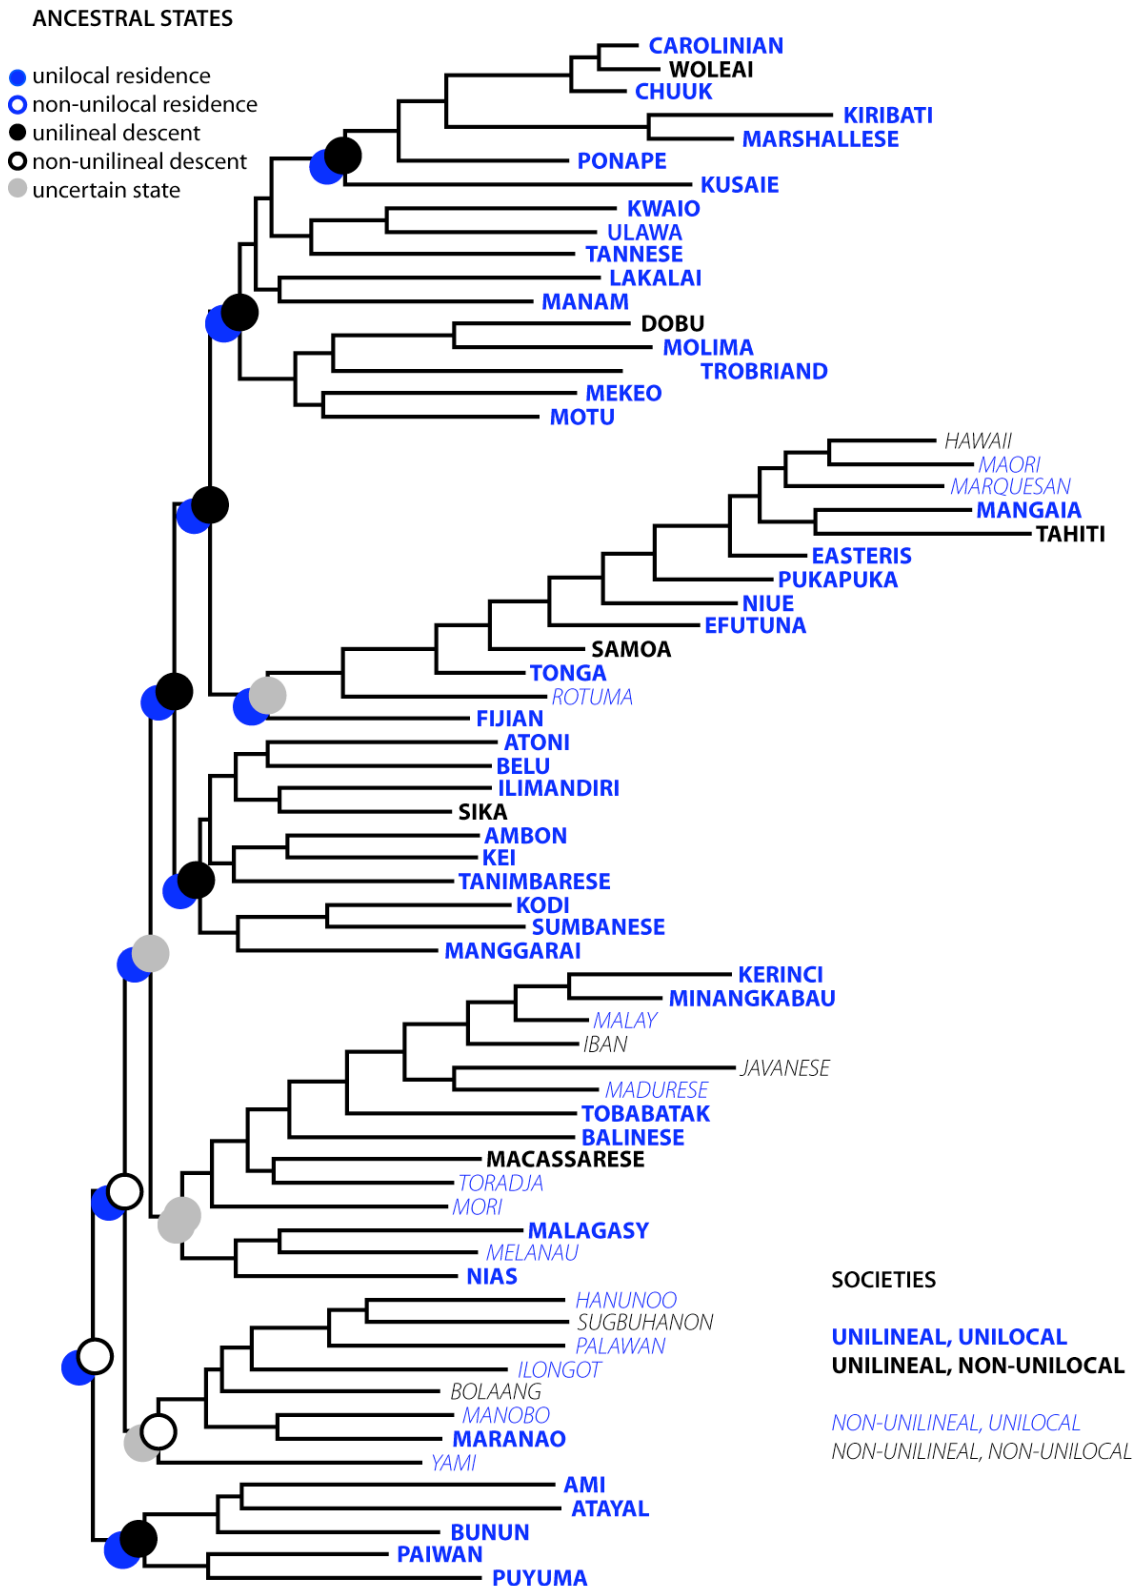 ANCESTRAL STATES
unilocal residence
non-unilocal residence
unilineal descent
non-unilineal descent
uncertain state
CAROLINIAN
WOLEAI
CHUUK
KIRIBATI
MARSHALLESE
PONAPE
KUSAIE
KWAIO
ULAWA
TANNESE
LAKALAI
MANAM
DOBU
MOLIMA
TROBRIAND
MEKEO
MOTU
HAWAII
MAORI
MARQUESAN
MANGAIA
TAHITI
EASTERIS
PUKAPUKA
NIUE
EFUTUNA
SAMOA
TONGA
ROTUMA
FIJIAN
ATONI
BELU
ILIMANDIRI
SIKA
AMBON
KEI
TANIMBARESE
KODI
SUMBANESE
MANGGARAI
KERINCI
MINANGKABAU
MALAY
IBAN
JAVANESE
MADURESE
TOBABATAK
BALINESE
MACASSARESE
TORADJA
MORI
MALAGASY
MELANAU
NIAS
HANUNOO
SUGBUHANON
PALAWAN
ILONGOT
BOLAANG
MANOBO
MARANAO
YAMI
AMI
ATAYAL
BUNUN
PAIWAN
PUYUMA
SOCIETIES
UNILINEAL, UNILOCAL
UNILINEAL, NON-UNILOCAL
NON-UNILINEAL, UNILOCAL
NON-UNILINEAL, NON-UNILOCAL